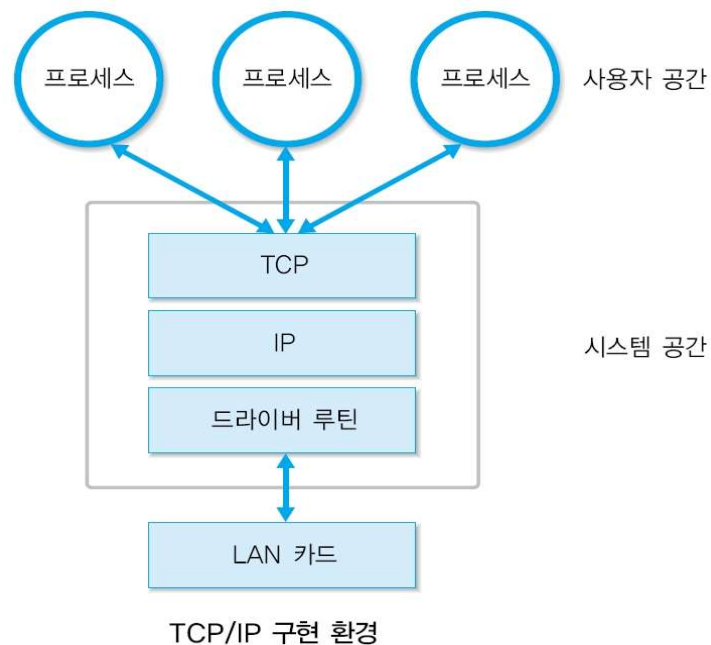 프로세스 프로세스 프로세스 사용자 공간
TCP
IP
시스템 공간
드라이버 루틴
LAN 카드
TCP/IP 구현 환경